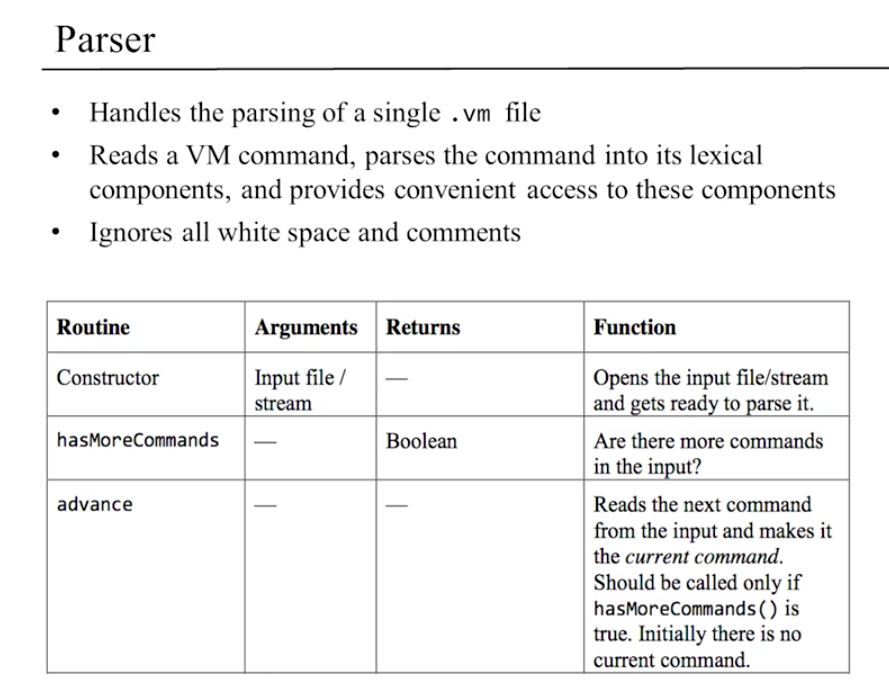 Parser
• Handles the parsing of a single .vm file
• Reads a VM command, parses the command into its lexical
components, and provides convenient access to these components
• Ignores all white space and comments
Routine Arguments Returns Function
Constructor Input file / — Opens the input file/stream
stream and gets ready to parse it.
hasMoreCommands — Boolean Are there more commands
in the input?
advance — — Reads the next command
from the input and makes it
the current command.
Should be called only if
hasMoreCommands() is
true. Initially there is no
current command.